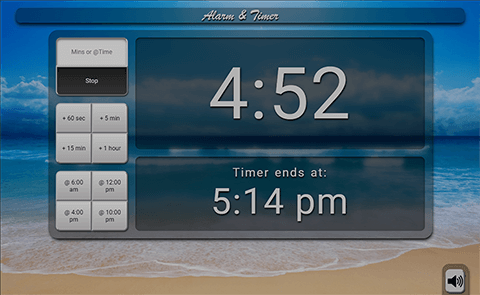 Alarm & Timer
Mins or @Time
Stop
4:52
+ 60 sec
+ 5 min
+ 15 min
+ 1 hour
Timer ends at:
5:14 pm
@ 6:00
am
@ 12:00
pm
@ 4:00
pm
@ 10:00
pm